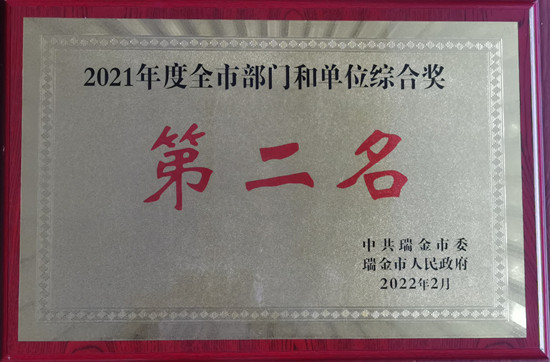 2021年度全市部门和单位综合奖
第二名
中共瑞金市委
瑞金市人民政府
2022年2月